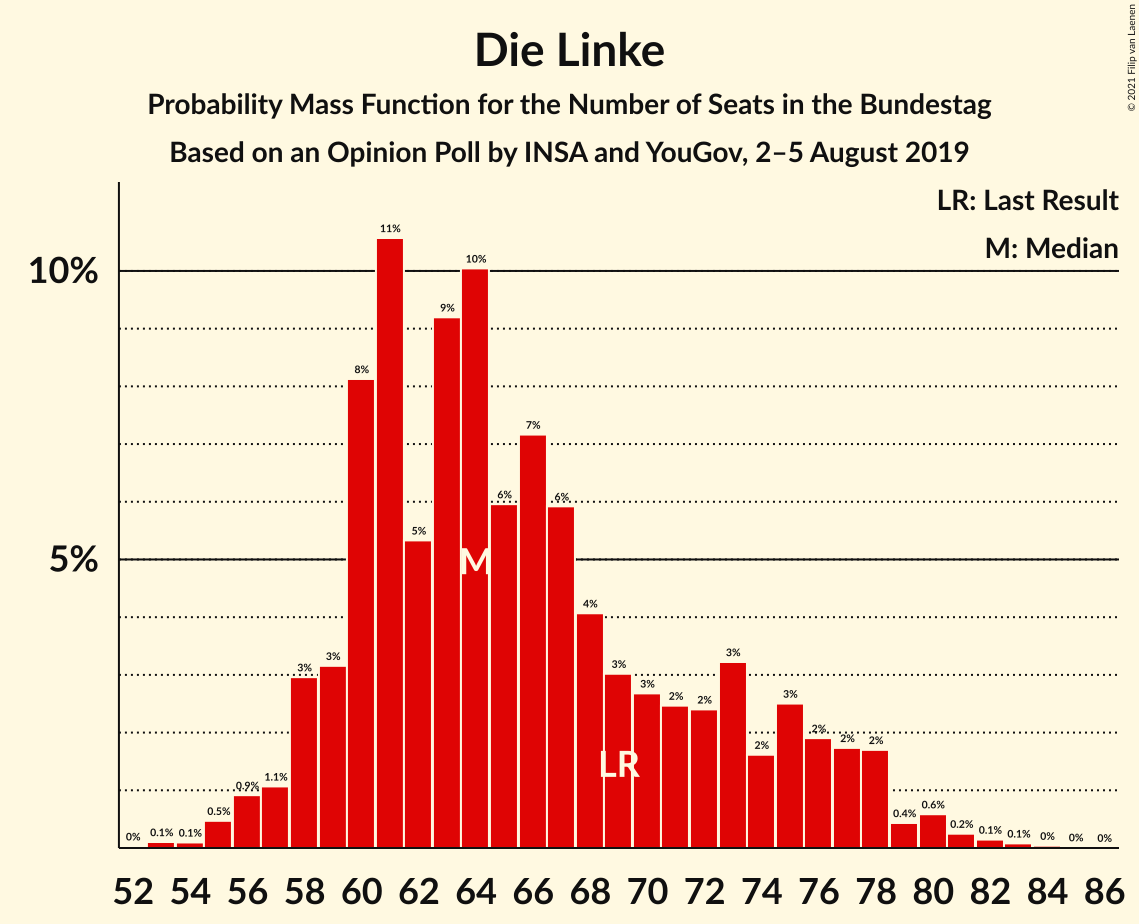 Die Linke
Probability Mass Function for the Number of Seats in the Bundestag
Based on an Opinion Poll by INSA and YouGov, 2–5 August 2019
© 2021 Filip van Laenen
LR: Last Result
M: Median
10%
5%
0% 0.1% 0.1% 0.5% 0.9% 1.1% 3% 3% 8% 11% 5% 9% 10% 6% 7% 6% 4% 3% 3% 2% 2% 3% 2% 3% 2% 2% 2% 0.4% 0.6% 0.2% 0.1% 0.1% 0% 0% 0%
M
LR
52 54 56 58 60 62 64 66 68 70 72 74 76 78 80 82 84 86